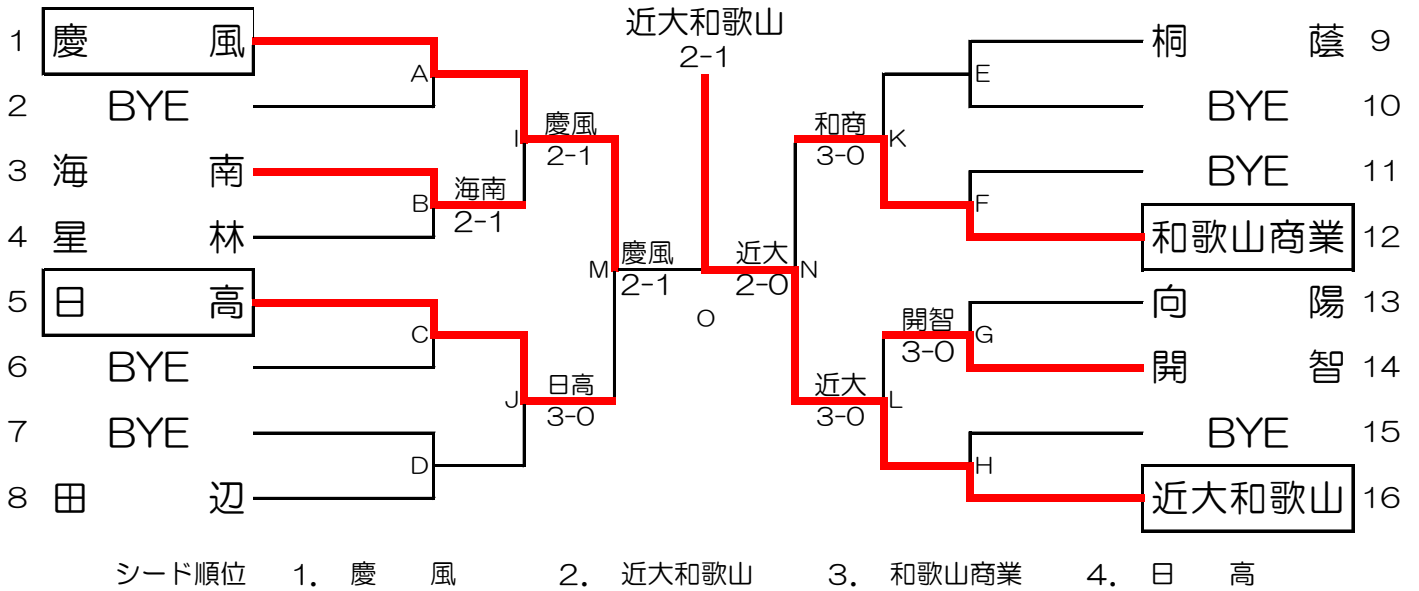 1 慶 風
2 BYE
3 海 南
4 星 林
5 日 高
6 BYE
7 BYE
8 田 辺
A
B
C
D
I
J
海南
2-1
慶風
2-1
日高
3-0
M
慶風
2-1
近大和歌山
2-1
O
近大
2-0
N
和商
3-0
K
近大
3-0
L
開智
3-0
E
F
G
H
桐 蔭 9
BYE 10
BYE 11
和歌山商業 12
向 陽 13
開 智 14
BYE 15
近大和歌山 16
シード順位 1. 慶 風 2. 近大和歌山 3. 和歌山商業 4. 日 高